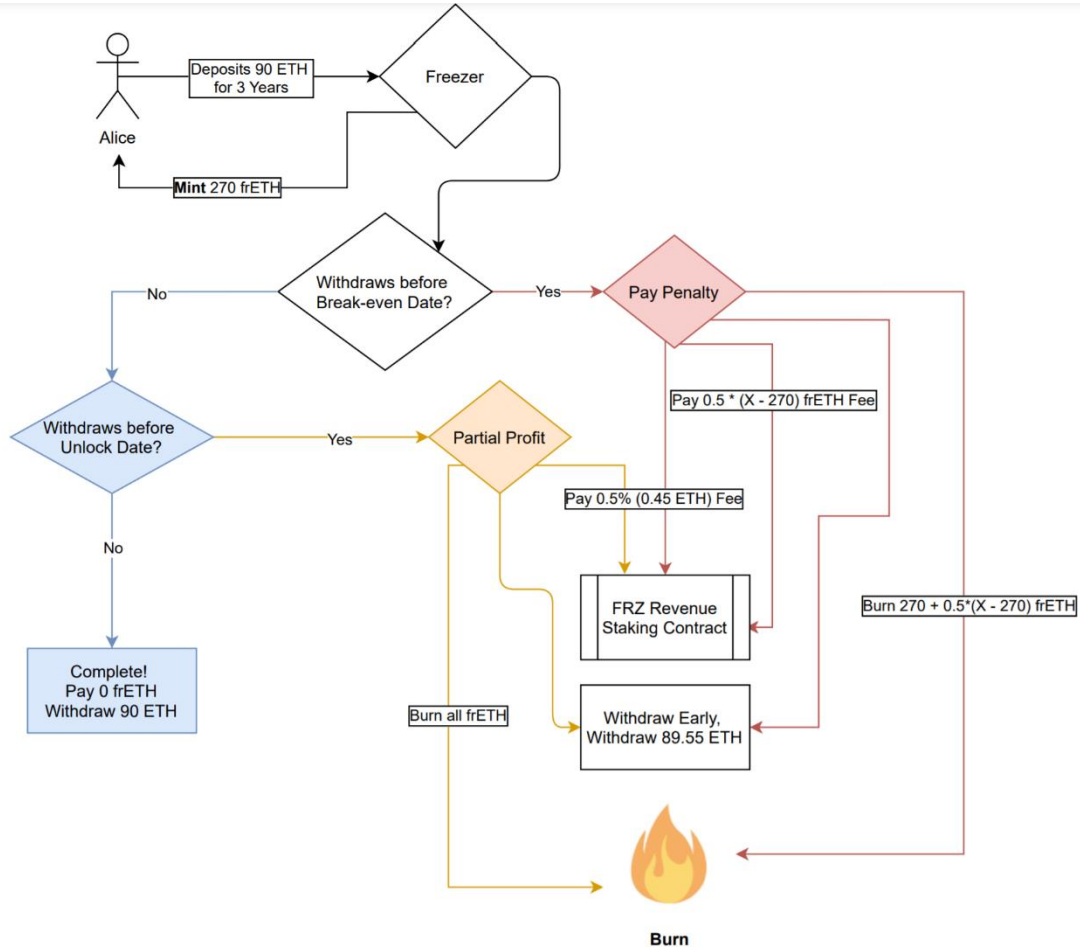 Deposits 90 ETH
for 3 Years
Freezer
Alice
Mint 270 frETH
Withdraws before
Break-even Date?
No
Yes
Pay Penalty
Pay 0.5 * (X - 270) frETH Fee
Withdraws before
Unlock Date?
Yes
Partial Profit
Pay 0.5% (0.45 ETH) Fee
No
FRZ Revenue
Staking Contract
Burn 270 + 0.5*(X - 270) frETH
Complete!
Pay 0 frETH
Withdraw 90 ETH
Burn all frETH
Withdraw Early,
Withdraw 89.55 ETH
Burn